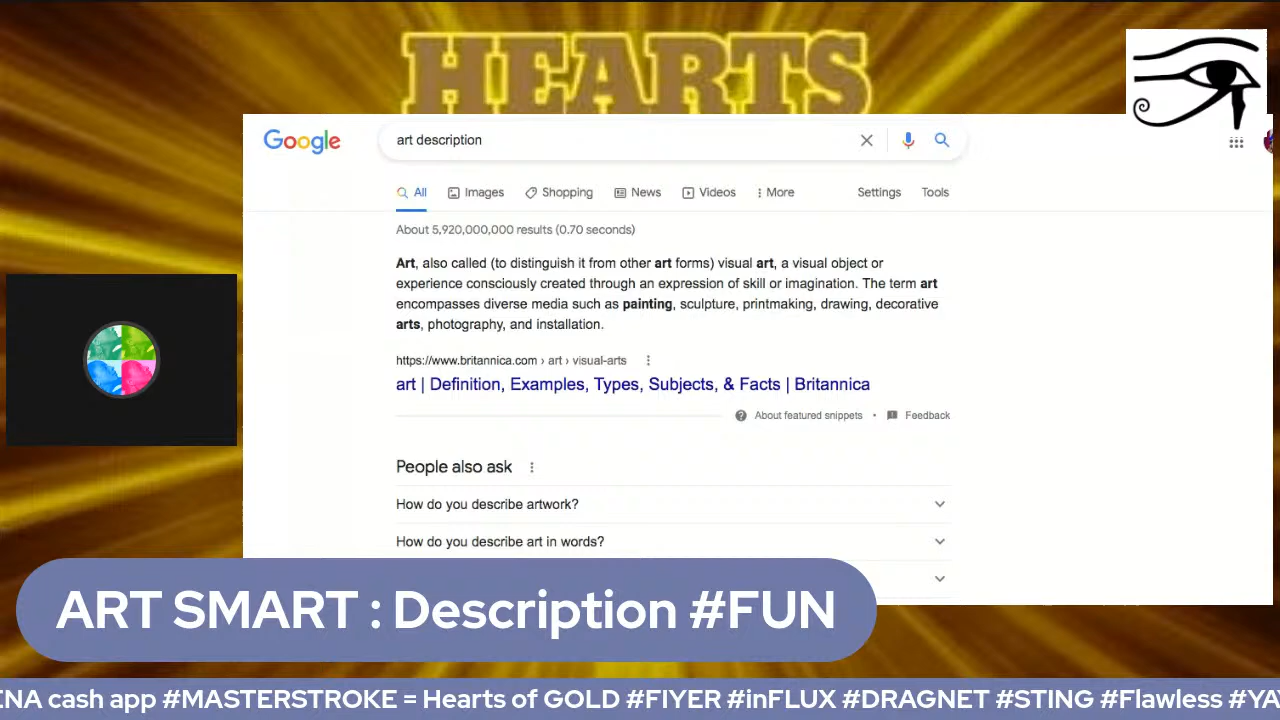 HEARTS
Google
art description
All Images Shopping News Videos More Settings Tools
About 5,920,000,000 results (0.70 seconds)
Art, also called (to distinguish it from other art forms) visual art, a visual object or
experience consciously created through an expression of skill or imagination. The term art
encompasses diverse media such as painting, sculpture, printmaking, drawing, decorative
arts, photography, and installation.
https://www.britannica.com › art › visual-arts
art | Definition, Examples, Types, Subjects, & Facts | Britannica
About featured snippets • Feedback
People also ask
How do you describe artwork?
How do you describe art in words?
ART SMART : Description #FUN
ENA cash app #MASTERSTROKE = Hearts of GOLD #FIYER #inFLUX #DRAGNET #STING #Flawless #YA